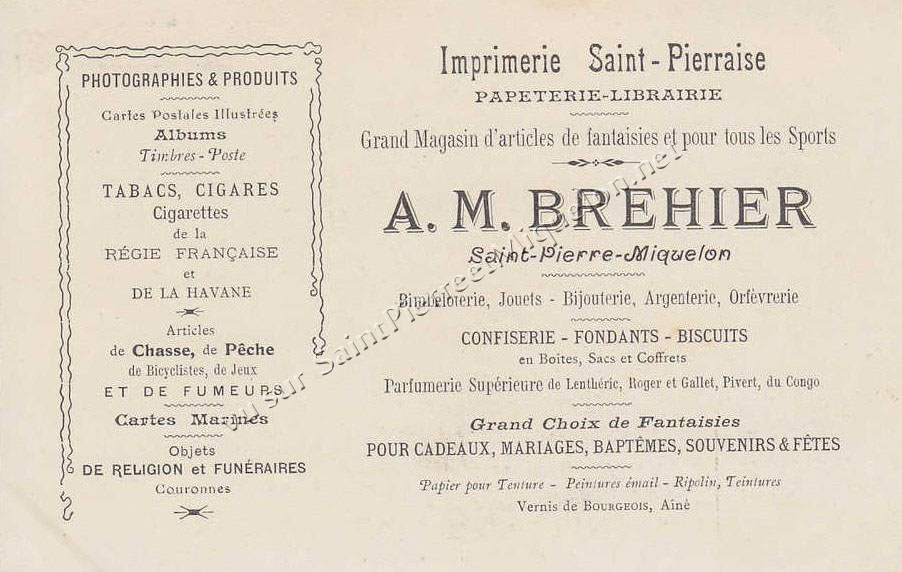 PHOTOGRAPHIES & PRODUITS
Cartes Postales Illustrées
Albums
Timbres - Poste
TABACS, CIGARES
Cigarettes
de la
RÉGIE FRANÇAISE
et
DE LA HAVANE
Articles
de Chasse, de Pêche
de Bicyclistes, de Jeux
ET DE FUMEURS
Cartes Marines
Objets
DE RELIGION et FUNÉRAIRES
Couronnes
Imprimerie Saint-Pierraise
PAPETERIE-LIBRAIRIE
Grand Magasin d'articles de fantaisies et pour tous les Sports
A. M. BREHIER
Saint-Pierre-Miquelon
Bimbeloterie, Jouets - Bijouterie, Argenterie, Orfèvrerie
CONFISERIE - FONDANTS - BISCUITS
en Boites, Sacs et Coffrets
Parfumerie Supérieure de Lenthéric, Roger et Gallet, Pivert, du Congo
Grand Choix de Fantaisies
POUR CADEAUX, MARIAGES, BAPTÊMES, SOUVENIRS & FÊTES
Papier pour Tenture - Peintures émail - Ripolin, Teintures
Vernis de BOURGEOIS, Aîné
Vu sur SaintPierreetMiquelon.net